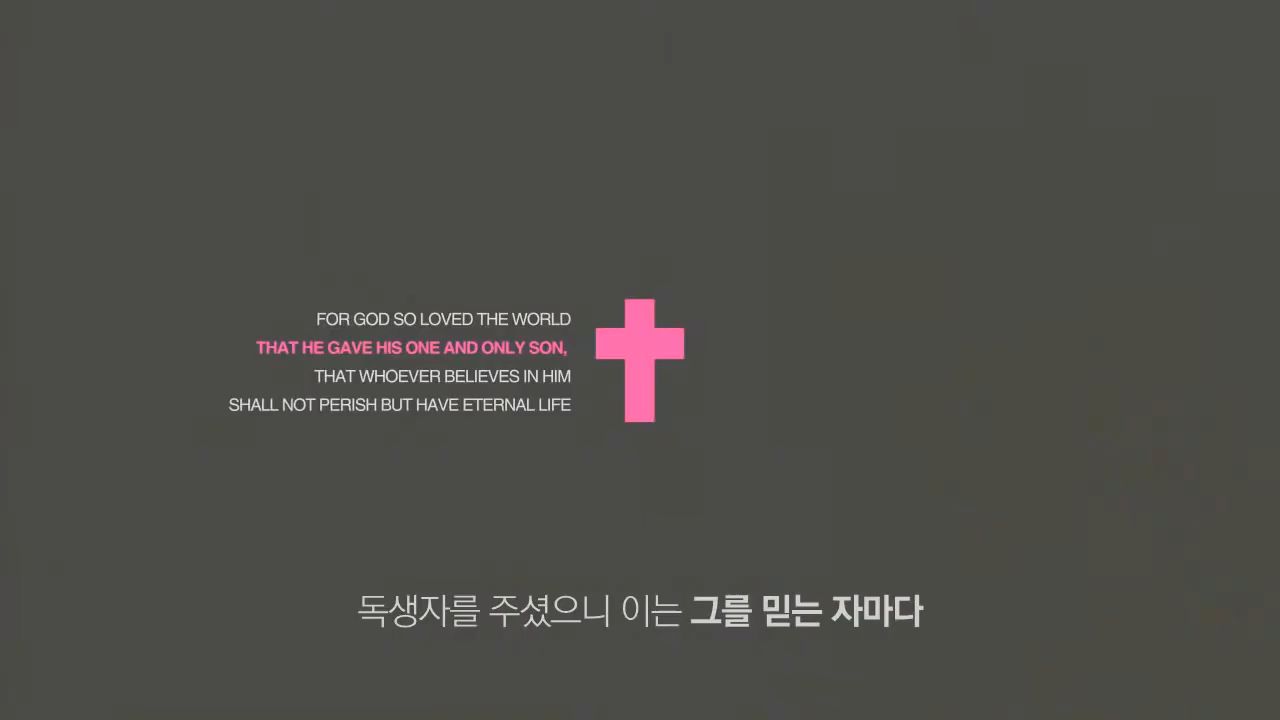 FOR GOD SO LOVED THE WORLD
THAT HE GAVE HIS ONE AND ONLY SON,
THAT WHOEVER BELIEVES IN HIM
SHALL NOT PERISH BUT HAVE ETERNAL LIFE
독생자를 주셨으니 이는 그를 믿는 자마다